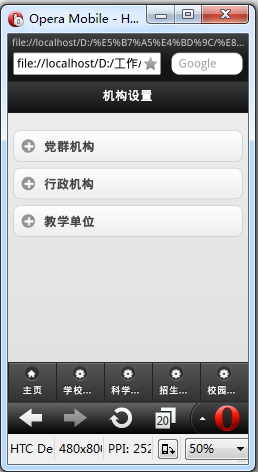 Opera Mobile - H...
file://localhost/D:/%E5%B7%A5%E4%BD%9C/%E8...
file://localhost/D:/工作/
Google
机构设置
党群机构
行政机构
教学单位
主页 学校... 科学... 招生... 校园...
20
HTC De 480x800 PPI: 252 50%